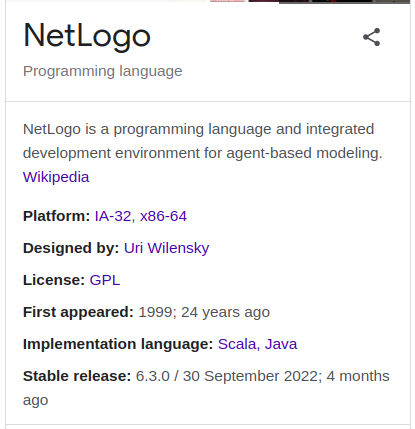 NetLogo
Programming language
NetLogo is a programming language and integrated
development environment for agent-based modeling.
Wikipedia
Platform: IA-32, x86-64
Designed by: Uri Wilensky
License: GPL
First appeared: 1999; 24 years ago
Implementation language: Scala, Java
Stable release: 6.3.0 / 30 September 2022; 4 months
ago